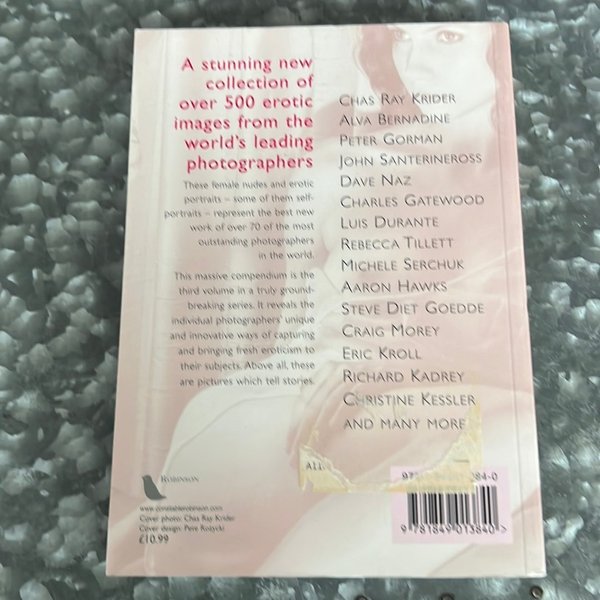 A stunning new
collection of
over 500 erotic
images from the
world's leading
photographers
These female nudes and erotic
portraits – some of them self-
portraits – represent the best new
work of over 70 of the most
outstanding photographers
in the world.
This massive compendium is the
third volume in a truly ground-
breaking series. It reveals the
individual photographers' unique
and innovative ways of capturing
and bringing fresh eroticism to
their subjects. Above all, these
are pictures which tell stories.
Chas Ray Krider
Alva Bernadine
Peter Gorman
John Santerineross
Dave Naz
Charles Gatewood
Luis Durante
Rebecca Tillett
Michele Serchuk
Aaron Hawks
Steve Diet Goedde
Craig Morey
Eric Kroll
Richard Kadrey
Christine Kessler
and many more
Robinson
www.constablerobinson.com
Cover photo: Chas Ray Krider
Cover design: Pete Rozycki
£10.99
9 781849 013840 >